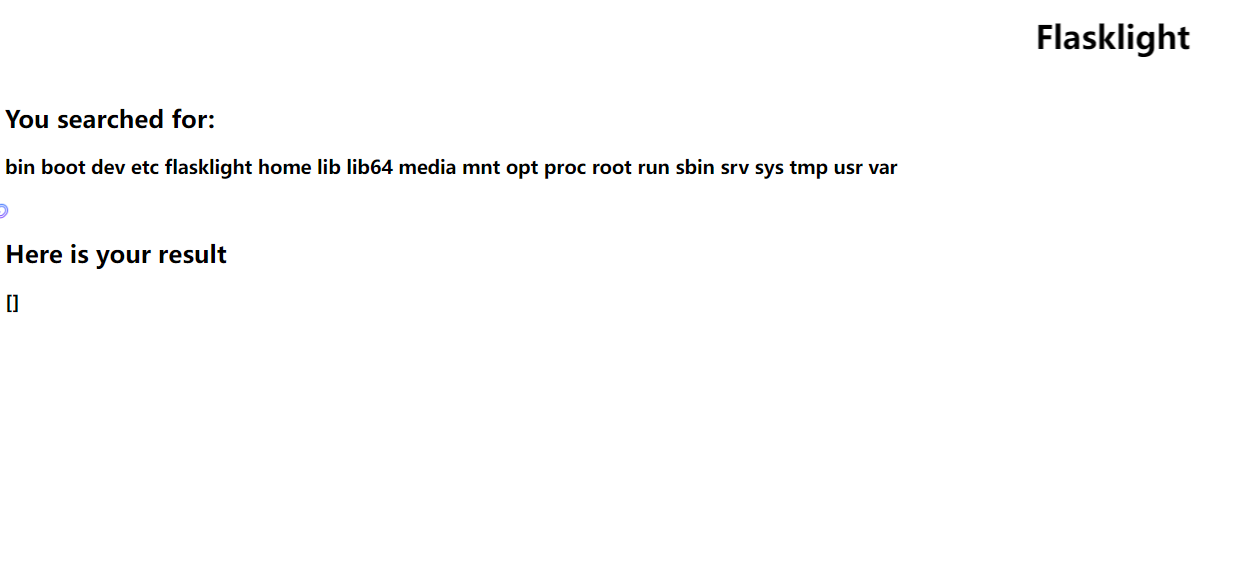 Flasklight
You searched for:
bin boot dev etc flasklight home lib lib64 media mnt opt proc root run sbin srv sys tmp usr var
Here is your result
[]